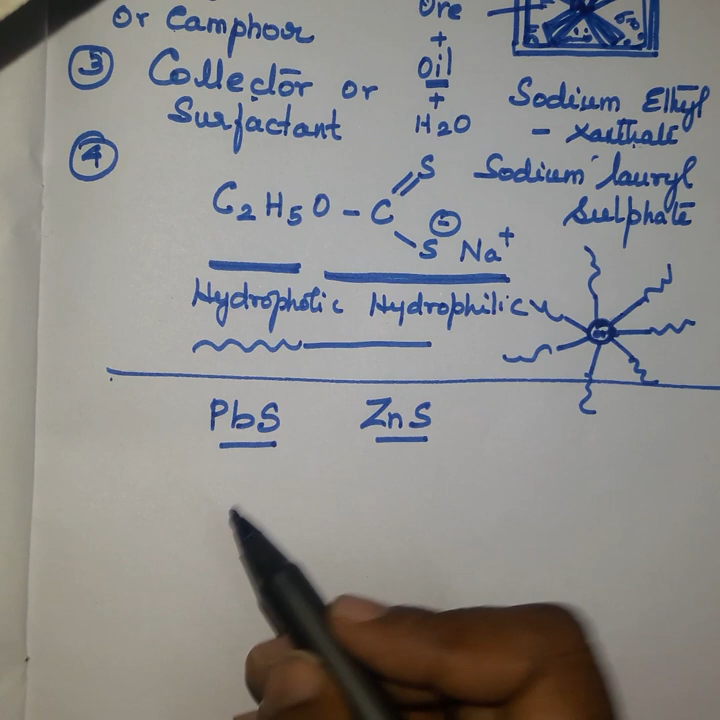 or Camphor
Ore
+
③ Collector or
Surfactant
Oil
+
H2O
Sodium Ethyl
- xanthate
Sodium lauryl
Sulphate
④
C2H5O - C
S
S⊖ Na+
Hydropholic Hydrophilic
PbS ZnS